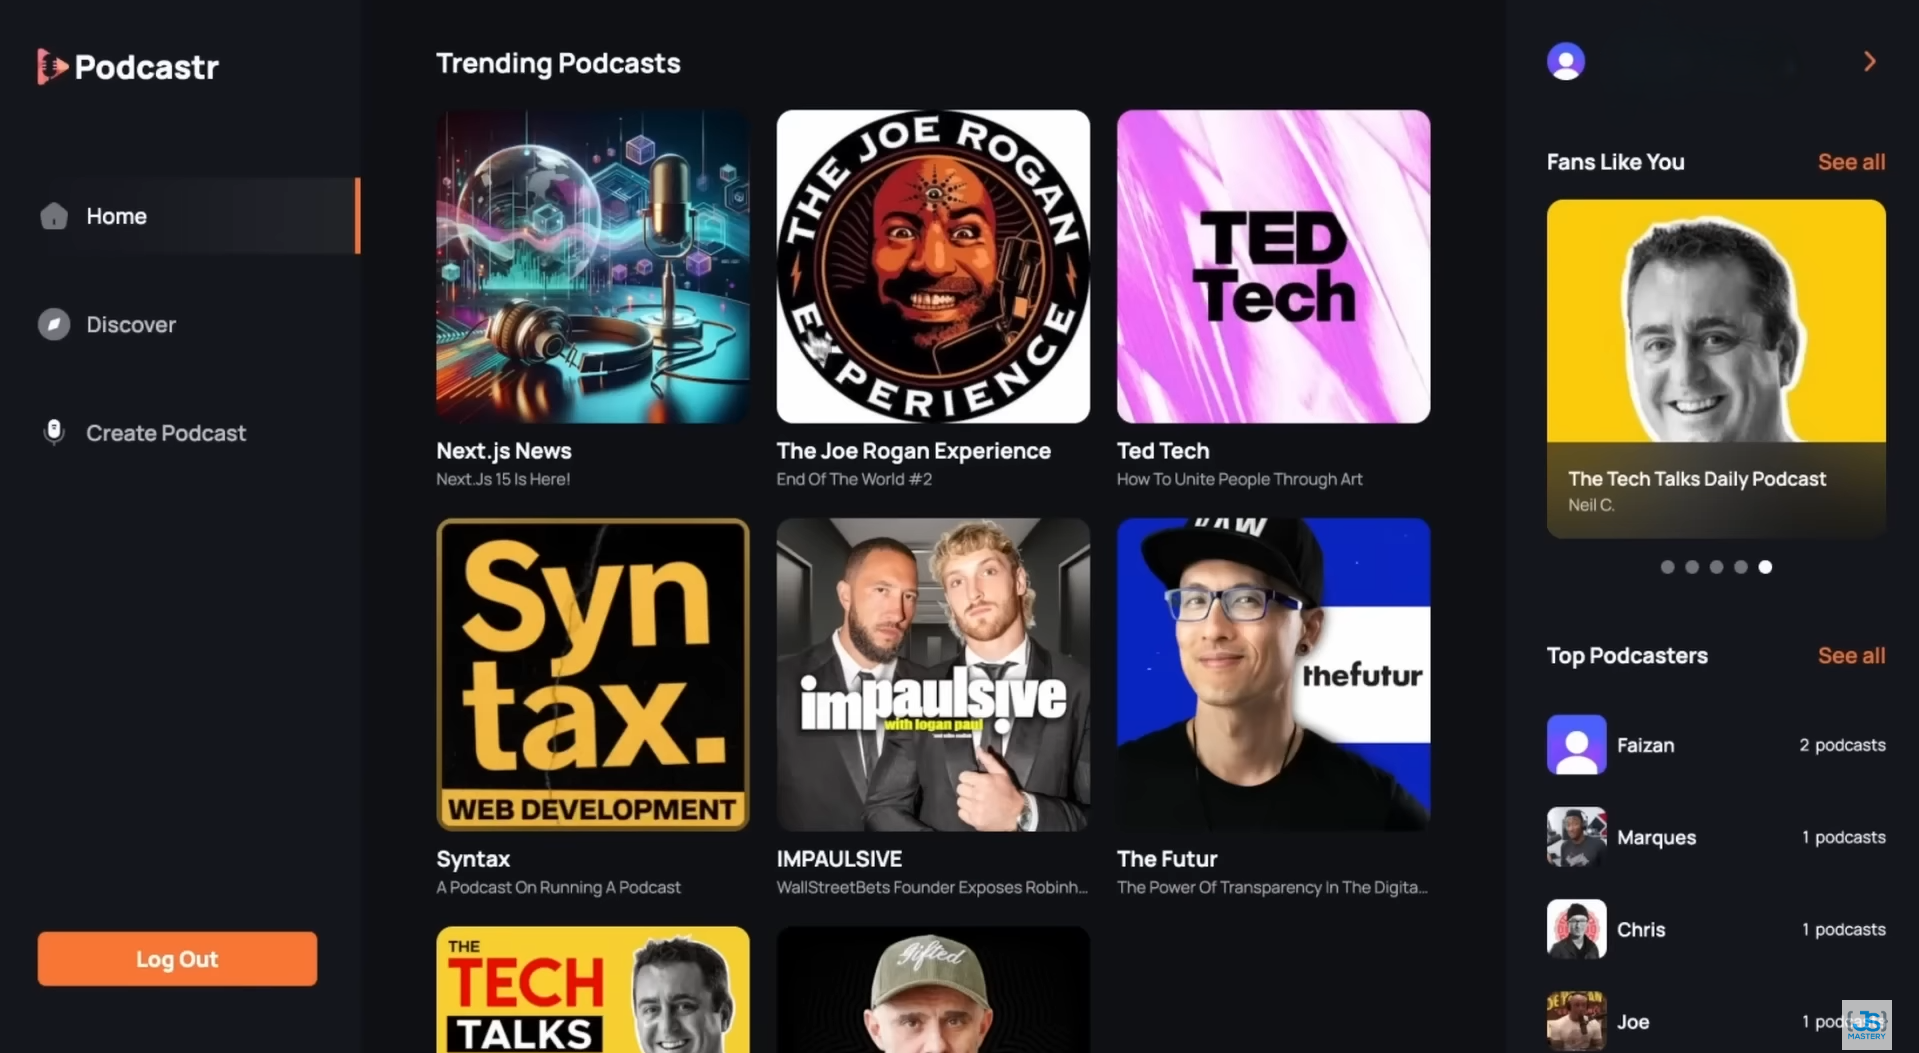 Podcastr
Home
Discover
Create Podcast
Log Out
Trending Podcasts
THE JOE ROGAN
EXPERIENCE
TED
Tech
Next.js News
Next.Js 15 Is Here!
The Joe Rogan Experience
End Of The World #2
Ted Tech
How To Unite People Through Art
Syn
tax.
WEB DEVELOPMENT
impaulsive
with logan paul
thefutur
Syntax
A Podcast On Running A Podcast
IMPAULSIVE
WallStreetBets Founder Exposes Robinh...
The Futur
The Power Of Transparency In The Digita...
THE
TECH
TALKS
Gifted
Fans Like You
See all
The Tech Talks Daily Podcast
Neil C.
Top Podcasters
See all
Faizan
2 podcasts
Marques
1 podcasts
Chris
1 podcasts
Joe
1 podcasts
JS
MASTERY